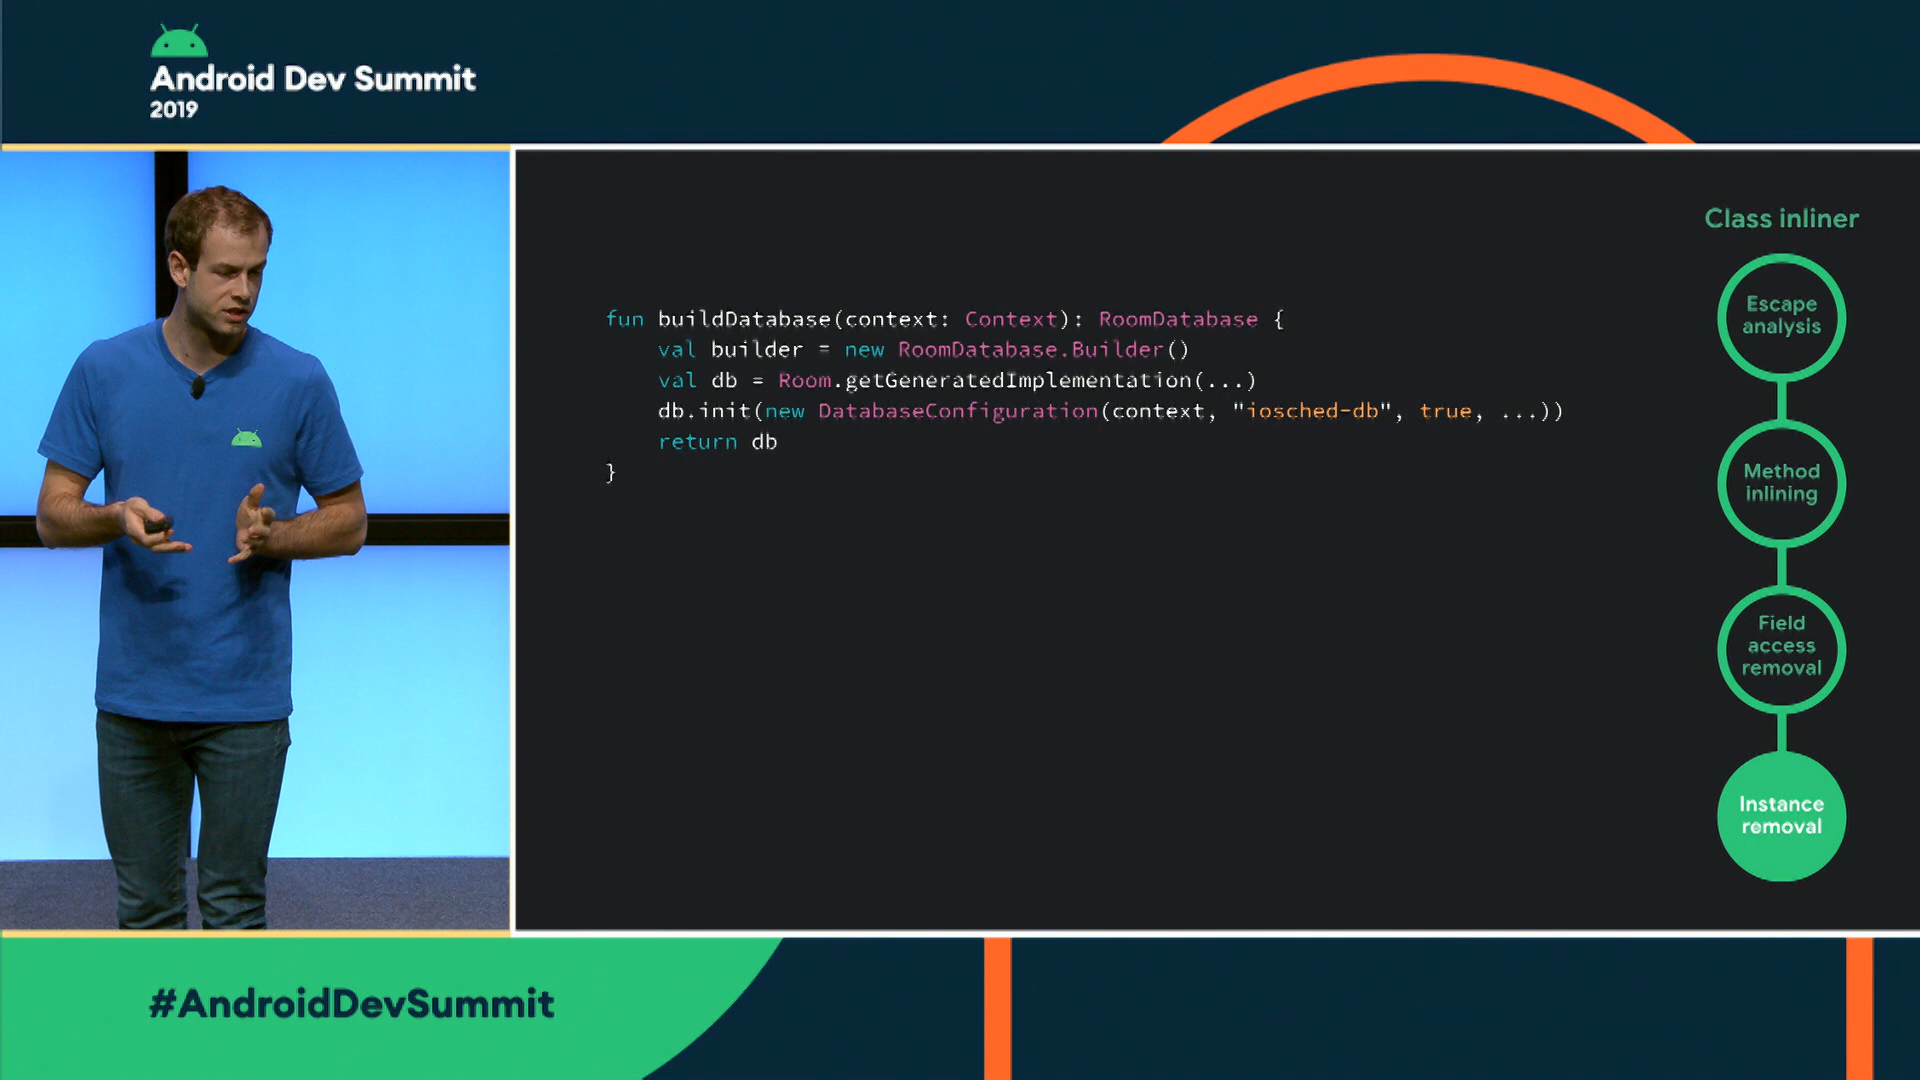 Android Dev Summit
2019
Class inliner
Escape
analysis
Method
inlining
Field
access
removal
Instance
removal
fun buildDatabase(context: Context): RoomDatabase {
    val builder = new RoomDatabase.Builder()
    val db = Room.getGeneratedImplementation(...)
    db.init(new DatabaseConfiguration(context, "iosched-db", true, ...))
    return db
}
#AndroidDevSummit